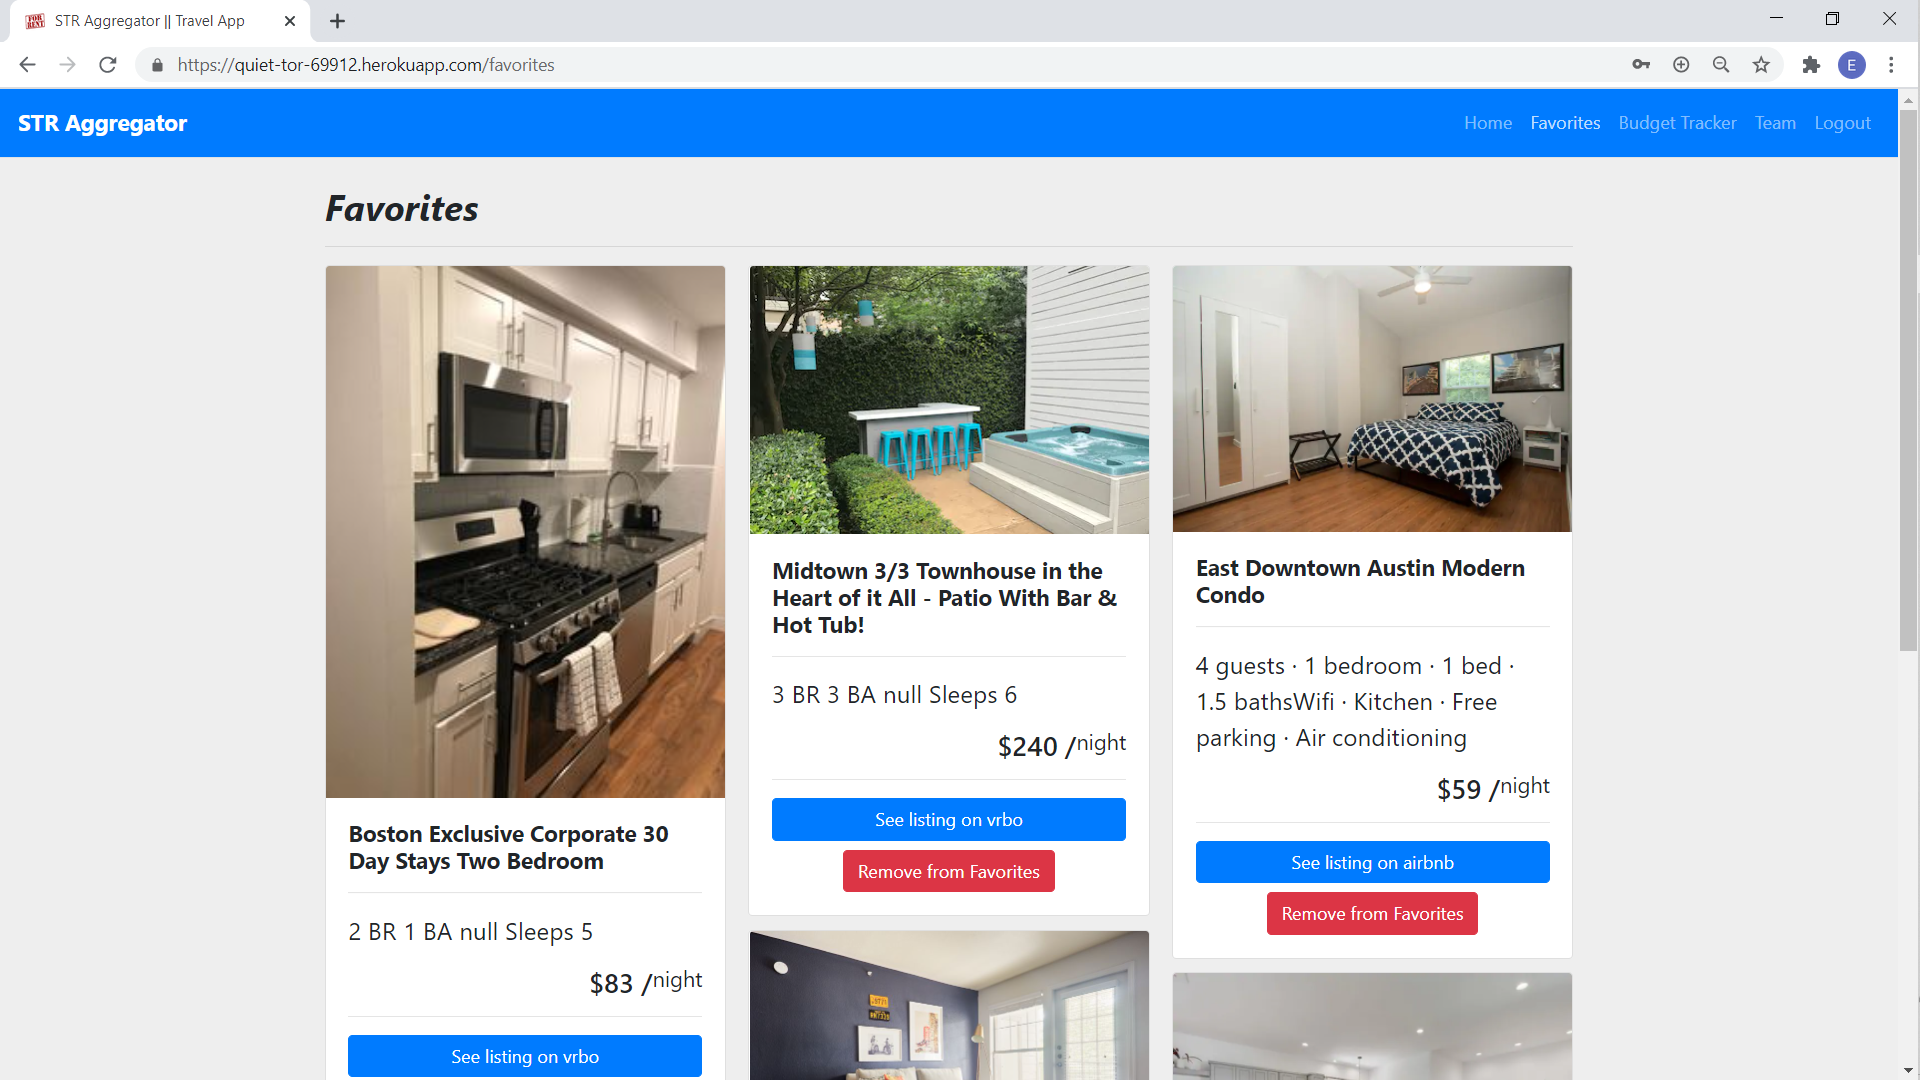 STR Aggregator || Travel App
https://quiet-tor-69912.herokuapp.com/favorites
E
STR Aggregator
Home
Favorites
Budget Tracker
Team
Logout
Favorites
Boston Exclusive Corporate 30
Day Stays Two Bedroom
2 BR 1 BA null Sleeps 5
$83 /night
See listing on vrbo
Midtown 3/3 Townhouse in the
Heart of it All - Patio With Bar &
Hot Tub!
3 BR 3 BA null Sleeps 6
$240 /night
See listing on vrbo
Remove from Favorites
East Downtown Austin Modern
Condo
4 guests · 1 bedroom · 1 bed ·
1.5 bathsWifi · Kitchen · Free
parking · Air conditioning
$59 /night
See listing on airbnb
Remove from Favorites